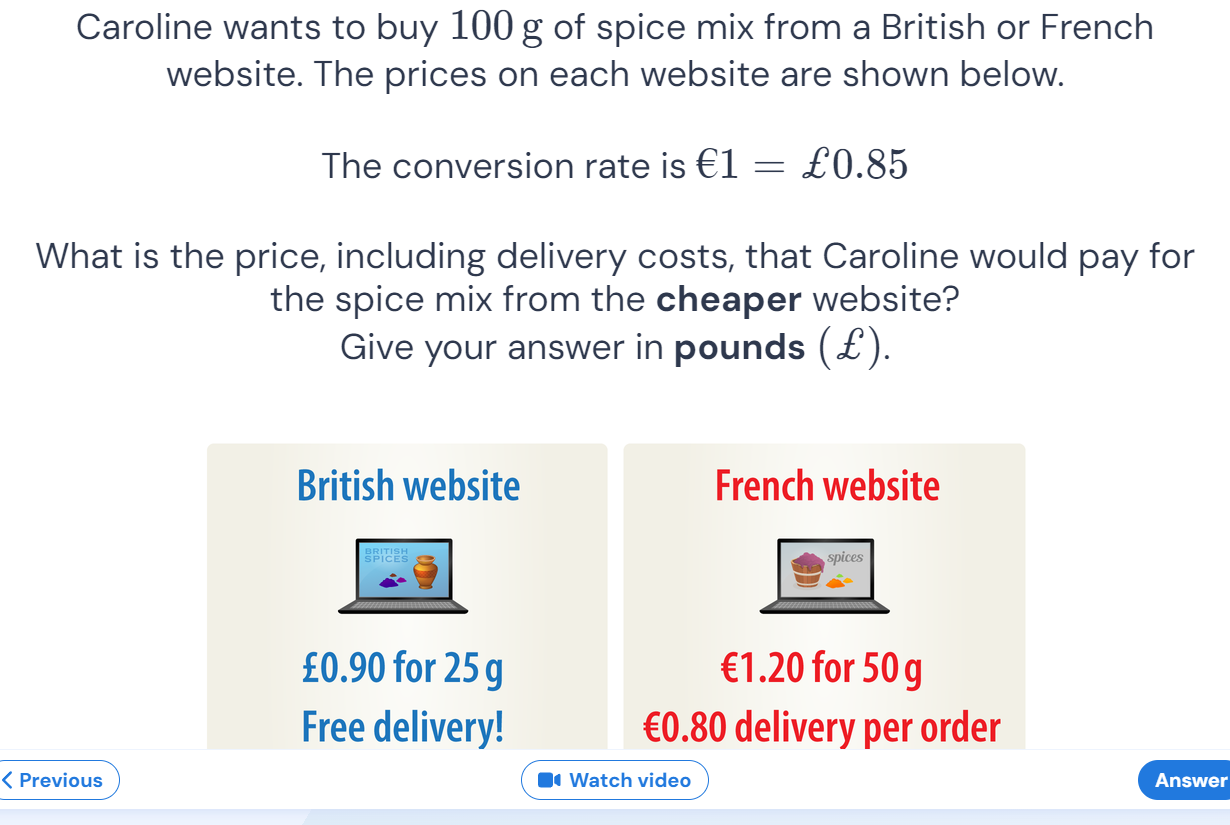 Caroline wants to buy 100 g of spice mix from a British or French
website. The prices on each website are shown below.
The conversion rate is €1 = £0.85
What is the price, including delivery costs, that Caroline would pay for
the spice mix from the cheaper website?
Give your answer in pounds (£).
British website
BRITISH
SPICES
£0.90 for 25 g
Free delivery!
French website
spices
€1.20 for 50 g
€0.80 delivery per order
Previous
Watch video
Answer